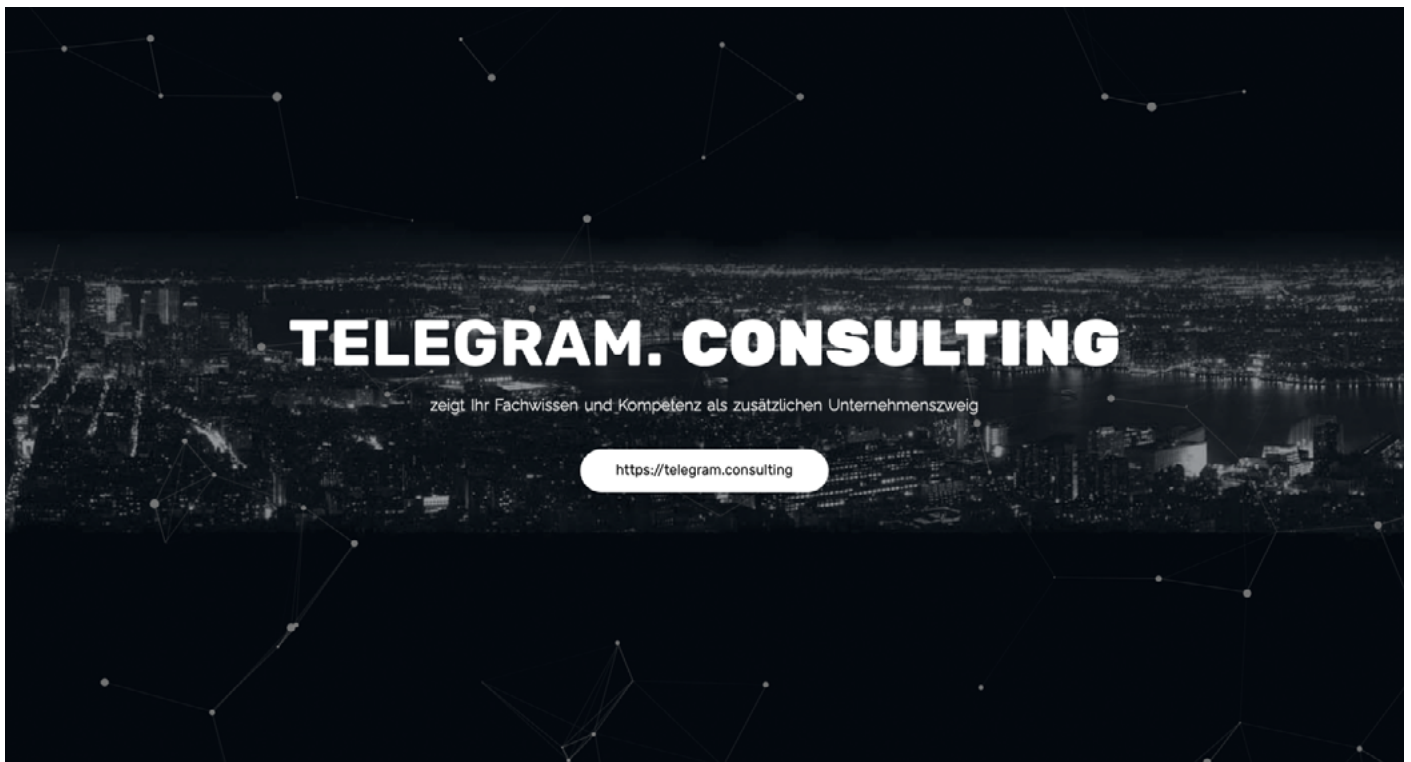 TELEGRAM. CONSULTING
zeigt Ihr Fachwissen und Kompetenz als zusätzlichen Unternehmenszweig
https://telegram.consulting